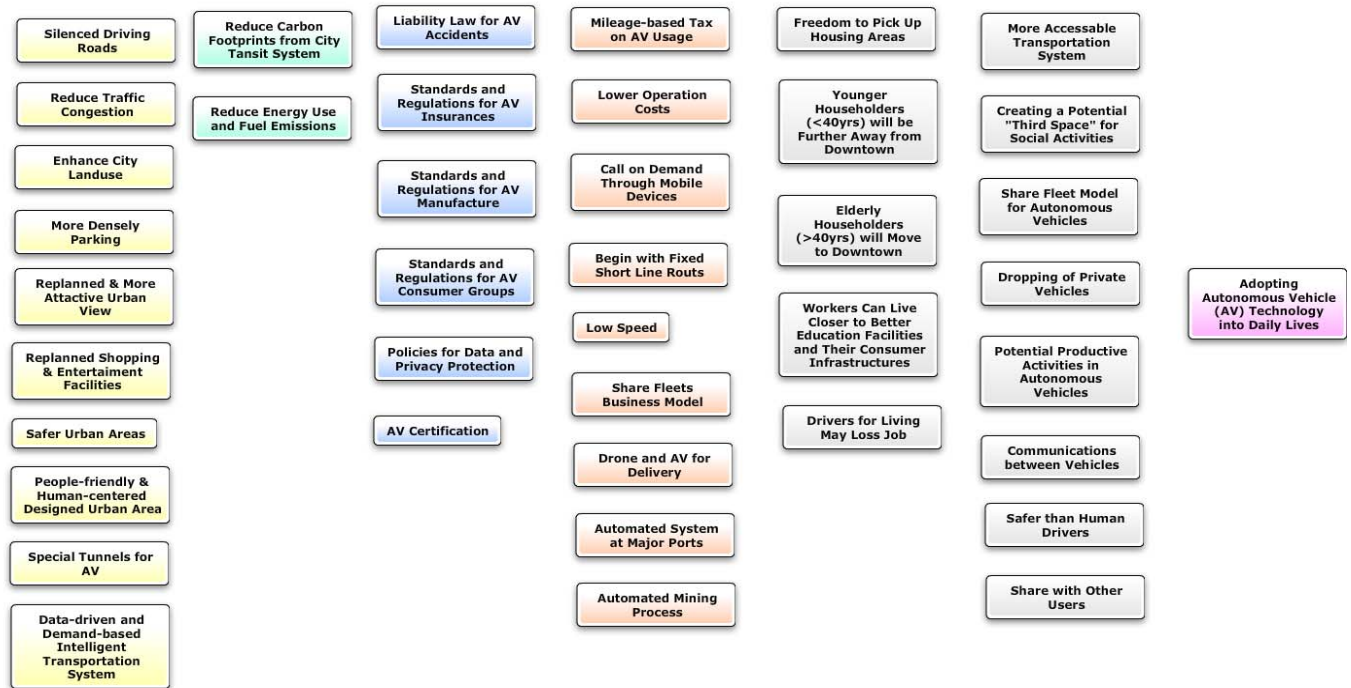 Silenced Driving
Roads
Reduce Traffic
Congestion
Enhance City
Landuse
More Densely
Parking
Replanned & More
Attactive Urban
View
Replanned Shopping
& Entertaiment
Facilities
Safer Urban Areas
People-friendly &
Human-centered
Designed Urban Area
Special Tunnels for
AV
Data-driven and
Demand-based
Intelligent
Transportation
System
Reduce Carbon
Footprints from City
Tansit System
Reduce Energy Use
and Fuel Emissions
Liability Law for AV
Accidents
Standards and
Regulations for AV
Insurances
Standards and
Regulations for AV
Manufacture
Standards and
Regulations for AV
Consumer Groups
Policies for Data and
Privacy Protection
AV Certification
Mileage-based Tax
on AV Usage
Lower Operation
Costs
Call on Demand
Through Mobile
Devices
Begin with Fixed
Short Line Routs
Low Speed
Share Fleets
Business Model
Drone and AV for
Delivery
Automated System
at Major Ports
Automated Mining
Process
Freedom to Pick Up
Housing Areas
Younger
Householders
(<40yrs) will be
Further Away from
Downtown
Elderly
Householders
(>40yrs) will Move
to Downtown
Workers Can Live
Closer to Better
Education Facilities
and Their Consumer
Infrastructures
Drivers for Living
May Loss Job
More Accessable
Transportation
System
Creating a Potential
"Third Space" for
Social Activities
Share Fleet Model
for Autonomous
Vehicles
Dropping of Private
Vehicles
Potential Productive
Activities in
Autonomous
Vehicles
Communications
between Vehicles
Safer than Human
Drivers
Share with Other
Users
Adopting
Autonomous Vehicle
(AV) Technology
into Daily Lives